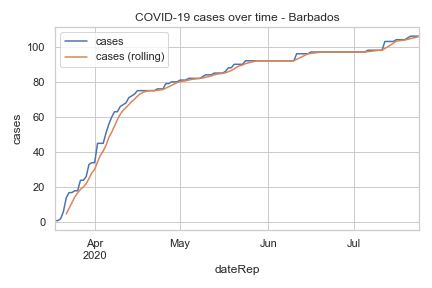 COVID-19 cases over time - Barbados
cases
cases (rolling)
cases
100
80
60
40
20
0
Apr
2020
May
Jun
Jul
dateRep